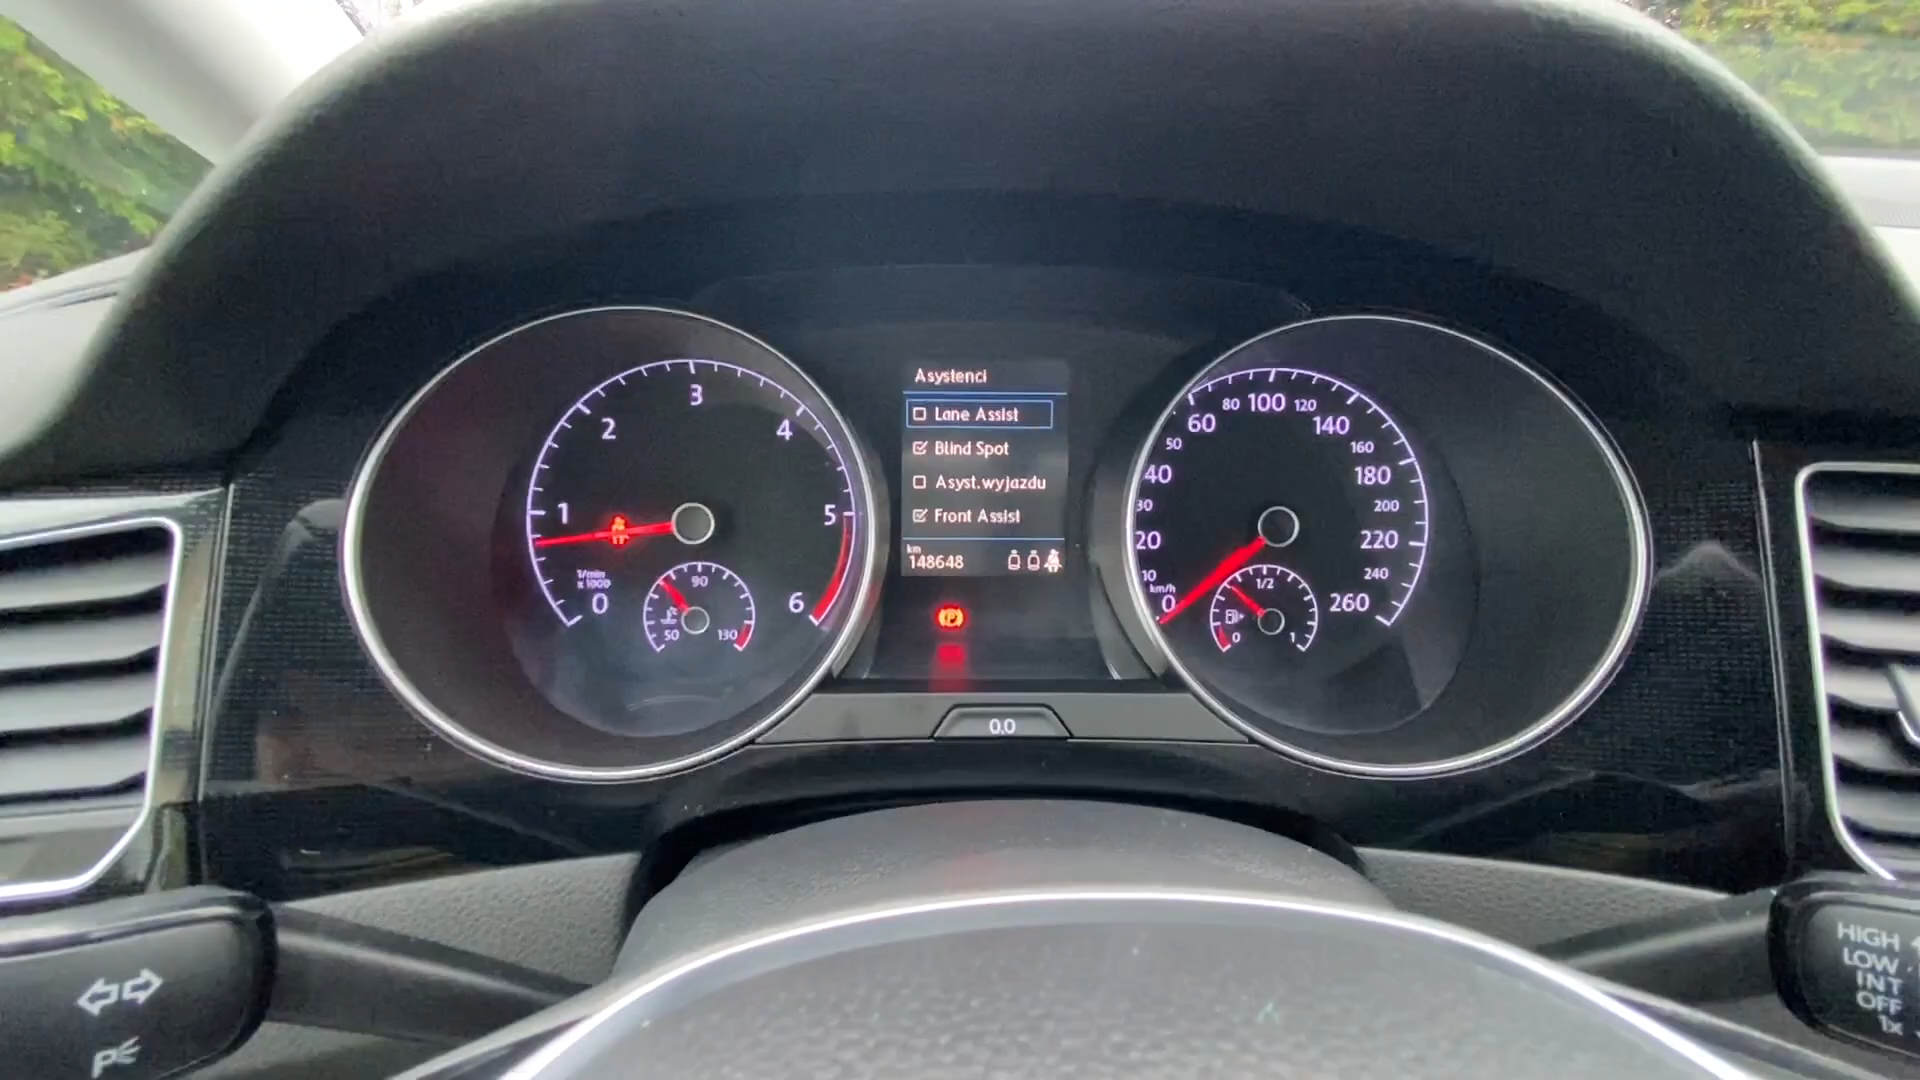 1
2
3
4
5
6
0
1/min
x 1000
50
90
130
Asystenci
Lane Assist
Blind Spot
Asyst.wyjazdu
Front Assist
km
148648
P
0.0
0
10
20
30
40
50
60
80
100
120
140
160
180
200
220
240
260
km/h
0
1/2
1
P
HIGH
LOW
INT
OFF
1x